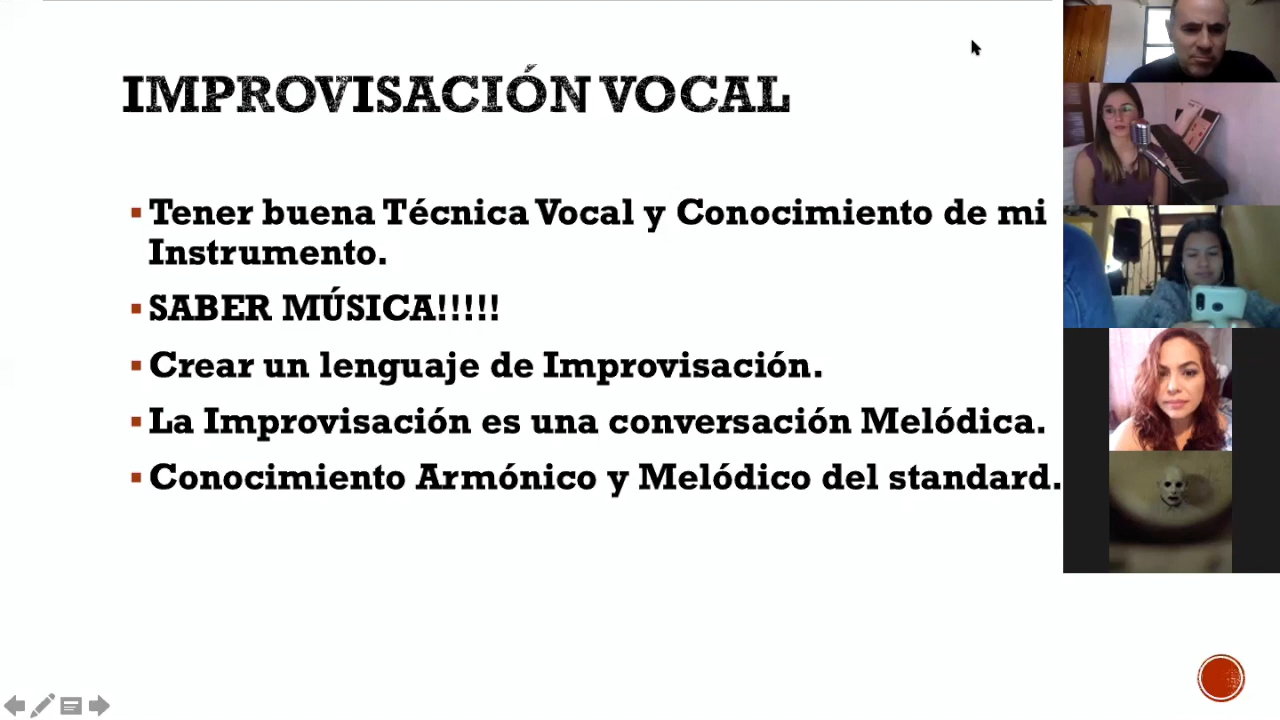 IMPROVISACIÓN VOCAL
Tener buena Técnica Vocal y Conocimiento de mi
Instrumento.
SABER MÚSICA!!!!!
Crear un lenguaje de Improvisación.
La Improvisación es una conversación Melódica.
Conocimiento Armónico y Melódico del standard.